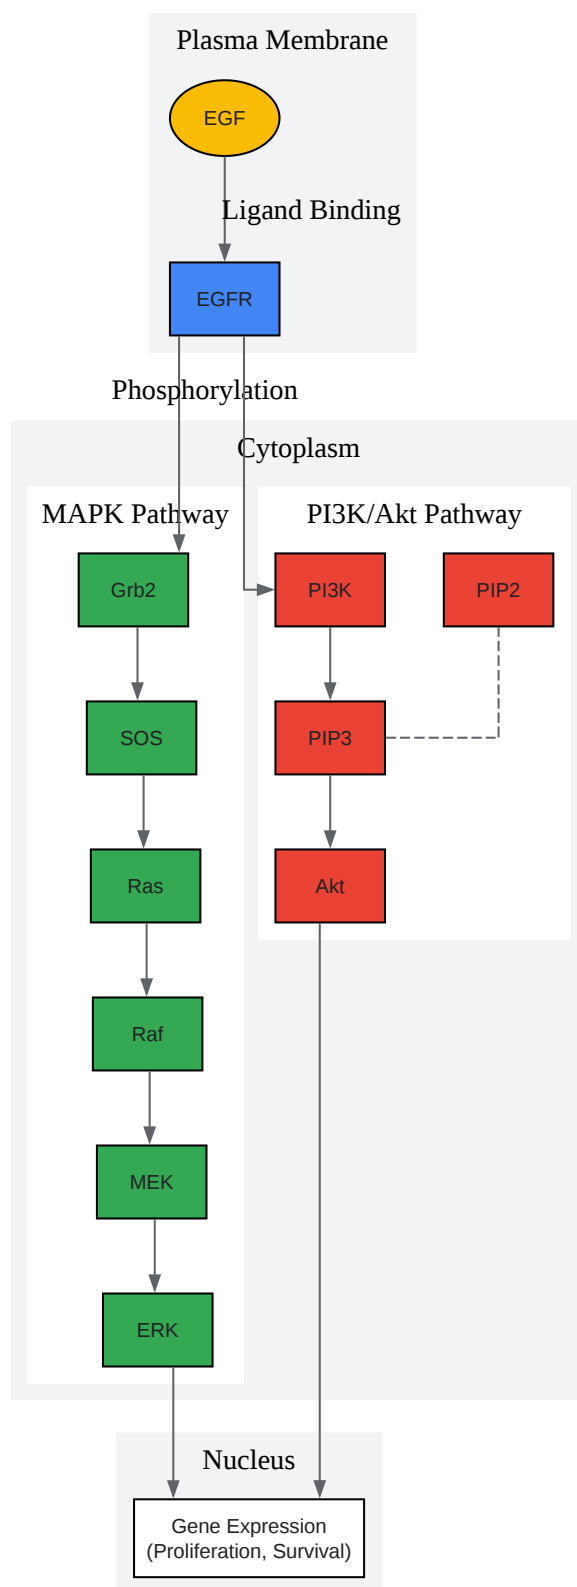 Plasma Membrane
EGF
Ligand Binding
EGFR
Phosphorylation
Cytoplasm
MAPK Pathway
PI3K/Akt Pathway
Grb2
PI3K
PIP2
SOS
PIP3
Ras
Akt
Raf
MEK
ERK
Nucleus
Gene Expression
(Proliferation, Survival)